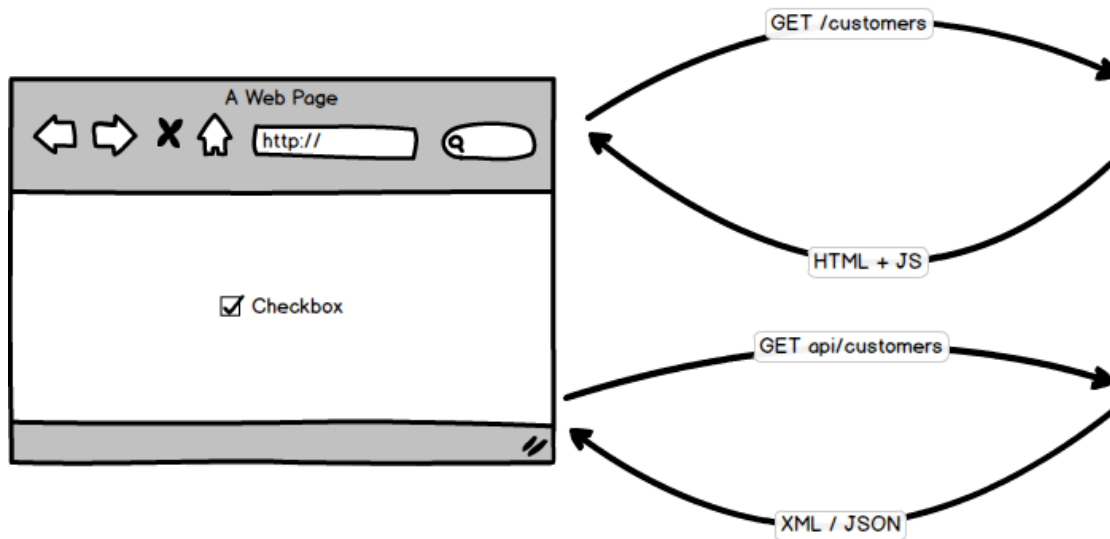 GET /customers
A Web Page
http://
HTML + JS
Checkbox
GET api/customers
XML / JSON